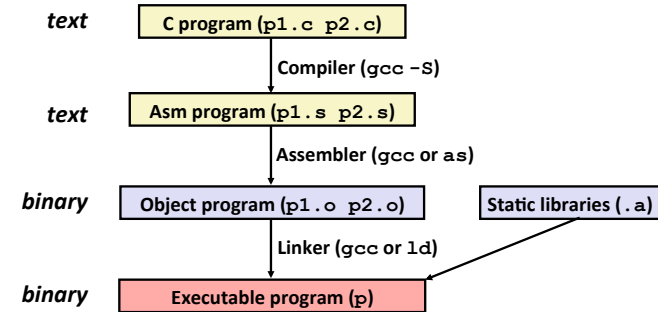 text C program (p1.c p2.c)
Compiler (gcc -S)
text Asm program (p1.s p2.s)
Assembler (gcc or as)
binary Object program (p1.o p2.o) Static libraries (.a)
Linker (gcc or ld)
binary Executable program (p)